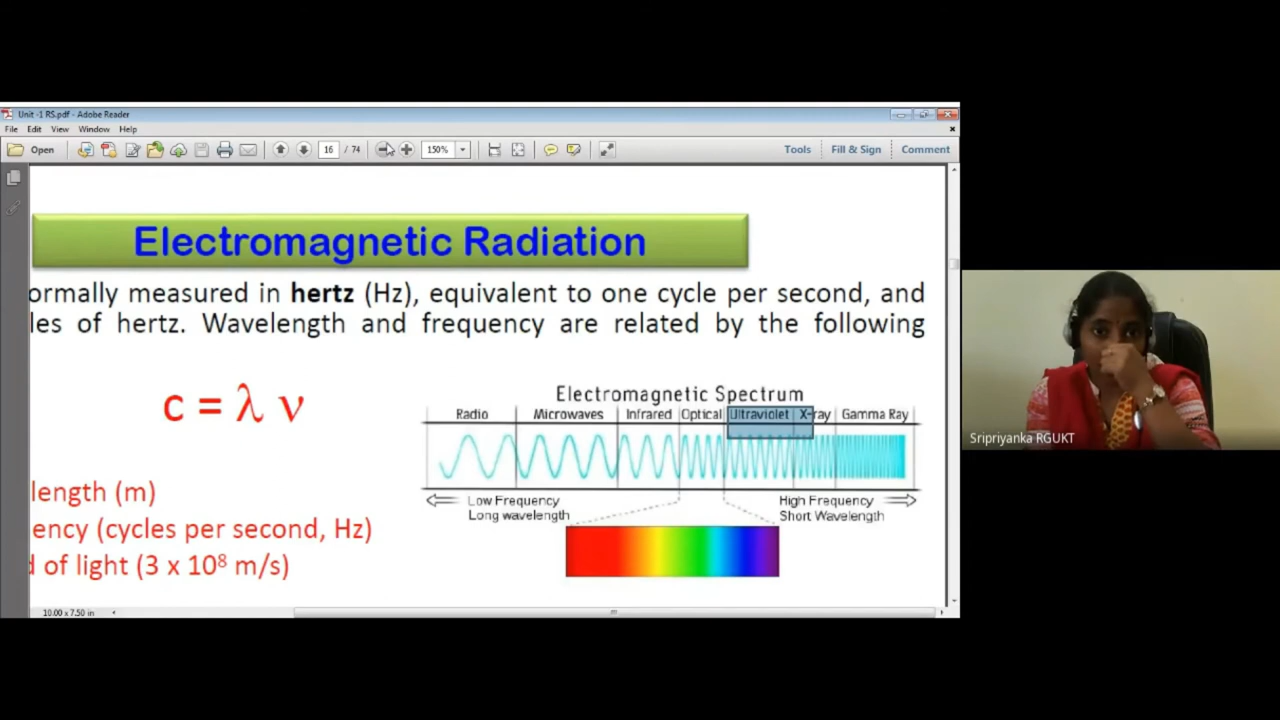 Unit -1 RS.pdf - Adobe Reader
File Edit View Window Help
Open 16 / 74 150% Tools Fill & Sign Comment
Electromagnetic Radiation
ormally measured in hertz (Hz), equivalent to one cycle per second, and
les of hertz. Wavelength and frequency are related by the following
c = λ ν
Electromagnetic Spectrum
Radio Microwaves Infrared Optical Ultraviolet X-ray Gamma Ray
Low Frequency
Long wavelength
High Frequency
Short Wavelength
length (m)
ency (cycles per second, Hz)
d of light (3 x 10⁸ m/s)
10.00 x 7.50 in
Sripriyanka RGUKT